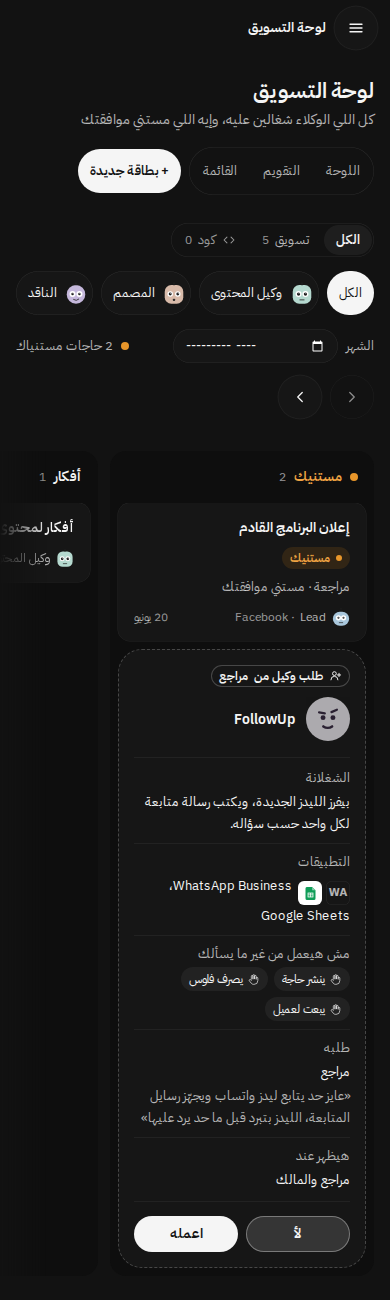 لوحة التسويق
لوحة التسويق
كل اللي الوكلاء شغالين عليه، وإيه اللي مستني موافقتك
اللوحة التقويم القائمة + بطاقة جديدة
الكل تسويق 5 كود 0
الكل وكيل المحتوى المصمم الناقد
الشهر --------- ---- 2 حاجات مستنياك
مستنيك 2
إعلان البرنامج القادم
مستنيك
مراجعة · مستني موافقتك
Facebook · Lead 20 يونيو
طلب وكيل من مراجع
FollowUp
الشغلانة
بيفرز الليدز الجديدة، ويكتب رسالة متابعة
لكل واحد حسب سؤاله.
التطبيقات
WA WhatsApp Business،
Google Sheets
مش هيعمل من غير ما يسألك
ينشر حاجة يصرف فلوس
يبعت لعميل
طلبه
مراجع
«عايز حد يتابع ليدز واتساب ويجهّز رسايل
المتابعة، الليدز بتبرد قبل ما حد يرد عليها»
هيظهر عند
مراجع والمالك
لأ اعمله
أفكار 1
أفكار لمحتوى
وكيل